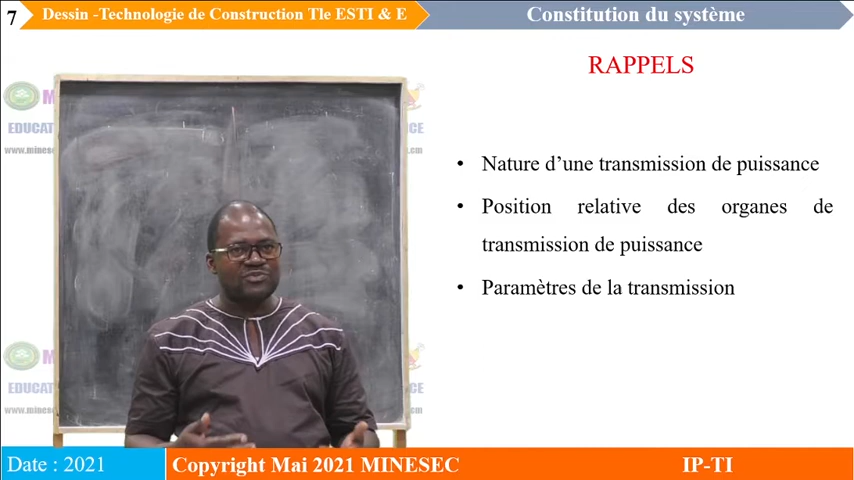 7
Dessin -Technologie de Construction Tle ESTI & E
Constitution du système
RAPPELS
• Nature d’une transmission de puissance
• Position relative des organes de
transmission de puissance
• Paramètres de la transmission
Date : 2021
Copyright Mai 2021 MINESEC
IP-TI